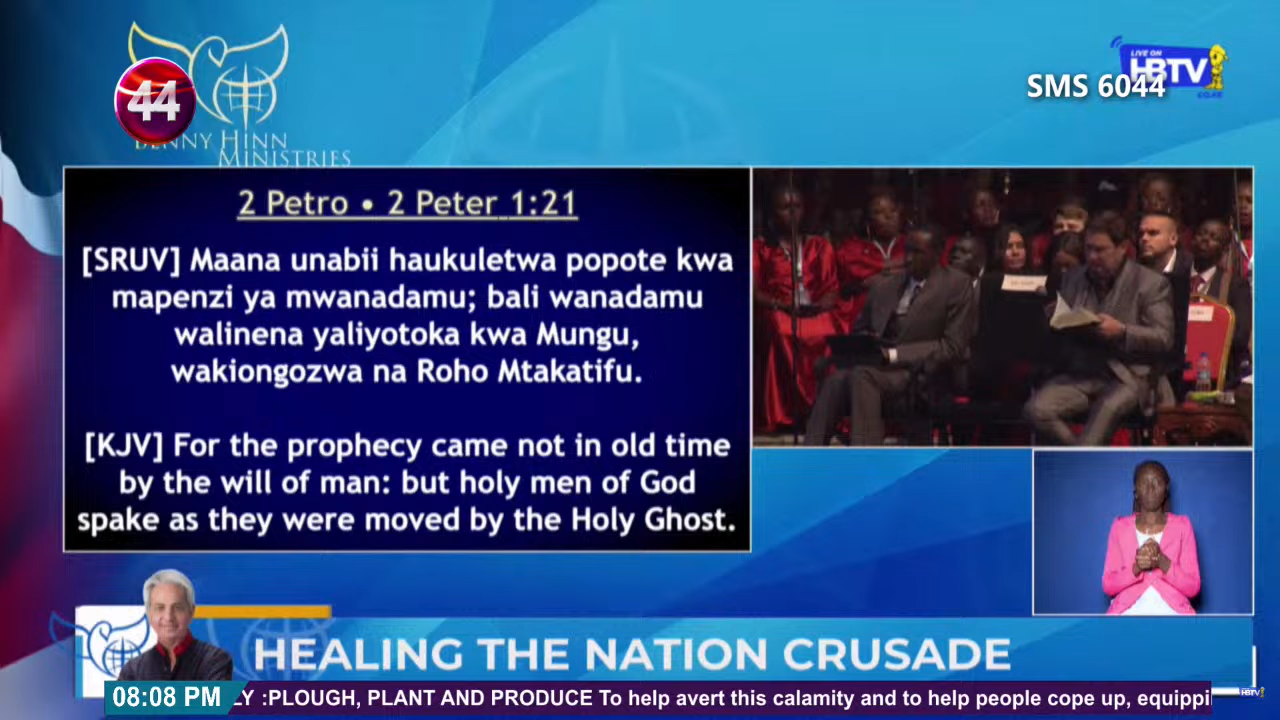 44
BENNY HINN
MINISTRIES
LIVE ON
HBTV
SMS 6044
2 Petro • 2 Peter 1:21
[SRUV] Maana unabii haukuletwa popote kwa
mapenzi ya mwanadamu; bali wanadamu
walinena yaliyotoka kwa Mungu,
wakiongozwa na Roho Mtakatifu.
[KJV] For the prophecy came not in old time
by the will of man: but holy men of God
spake as they were moved by the Holy Ghost.
HEALING THE NATION CRUSADE
08:08 PM
Y :PLOUGH, PLANT AND PRODUCE To help avert this calamity and to help people cope up, equippi
HBTV